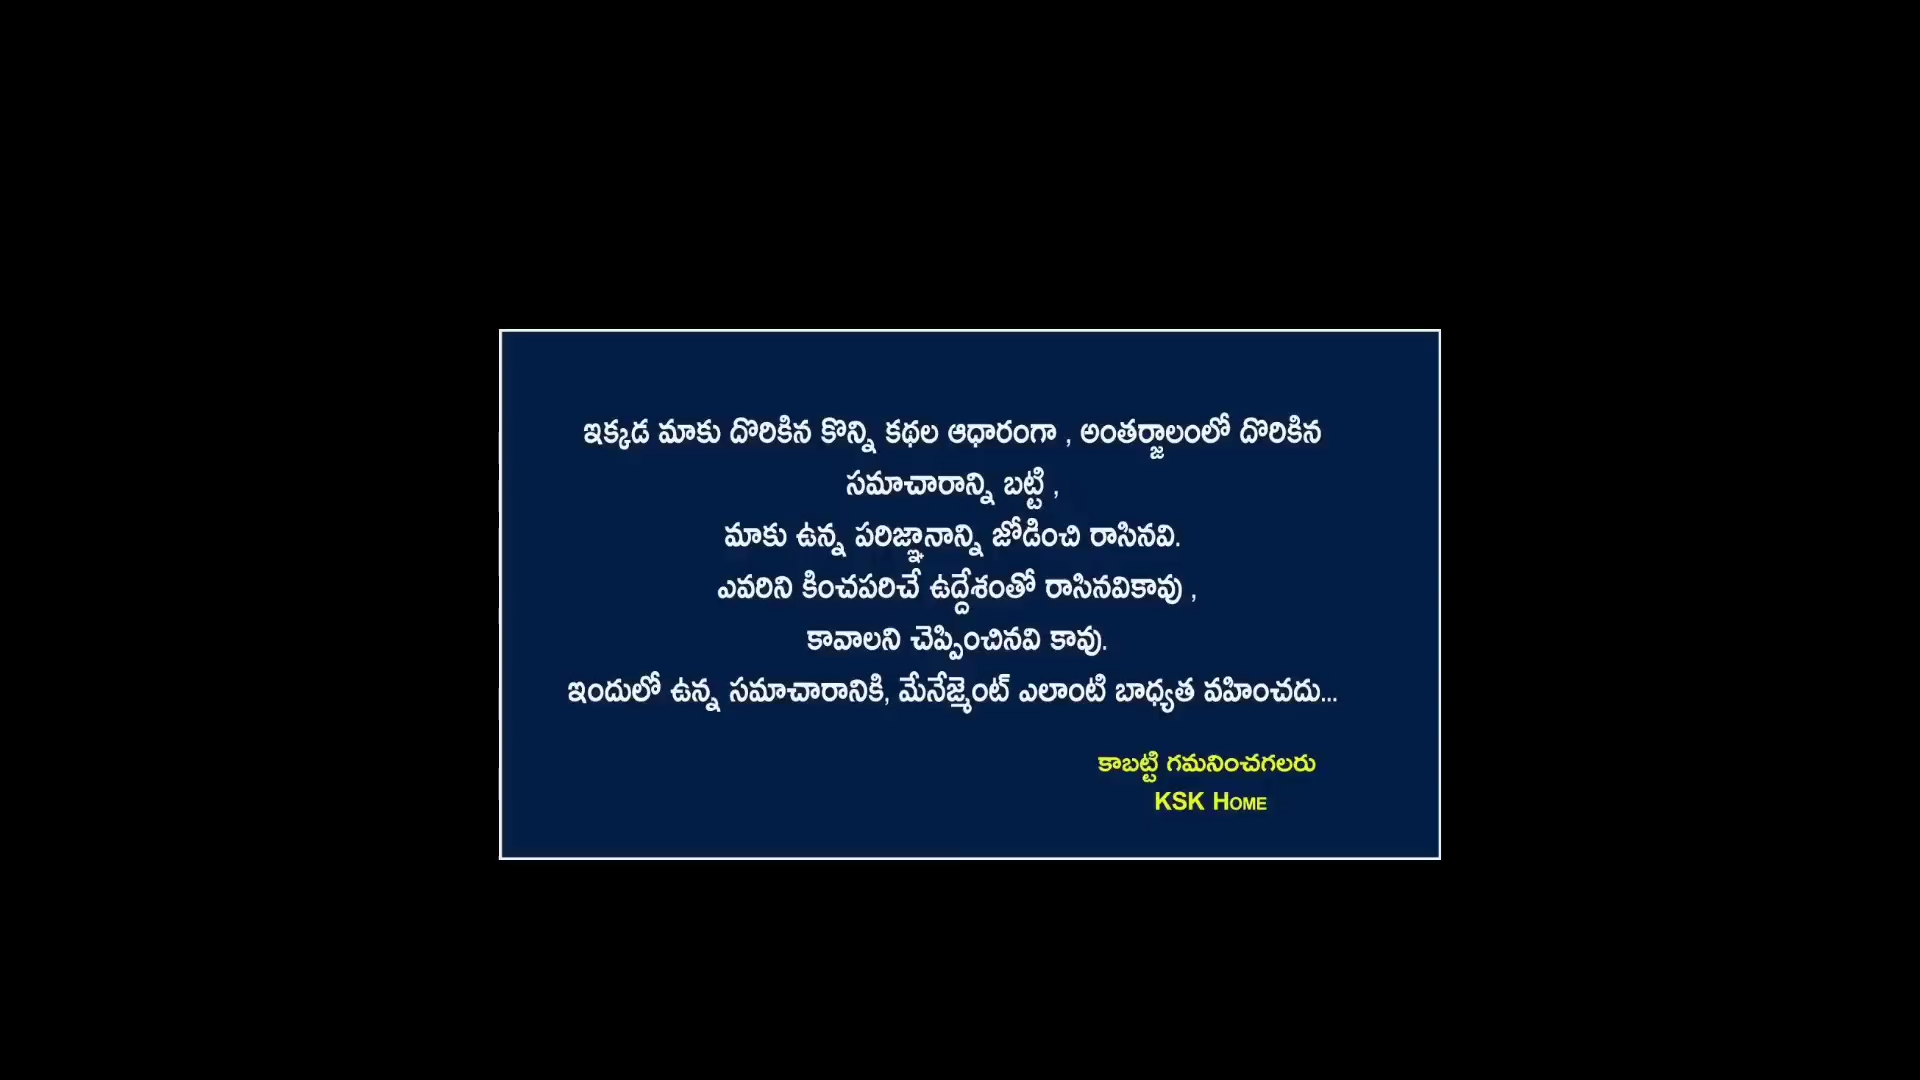 ఇక్కడ మాకు దొరికిన కొన్ని కథల ఆధారంగా , అంతర్జాలంలో దొరికిన
సమాచారాన్ని బట్టి ,
మాకు ఉన్న పరిజ్ఞానాన్ని జోడించి రాసినవి.
ఎవరిని కించపరిచే ఉద్దేశంతో రాసినవికావు ,
కావాలని చెప్పించినవి కావు.
ఇందులో ఉన్న సమాచారానికి, మేనేజ్మెంట్ ఎలాంటి బాధ్యత వహించదు...
కాబట్టి గమనించగలరు
KSK HOME